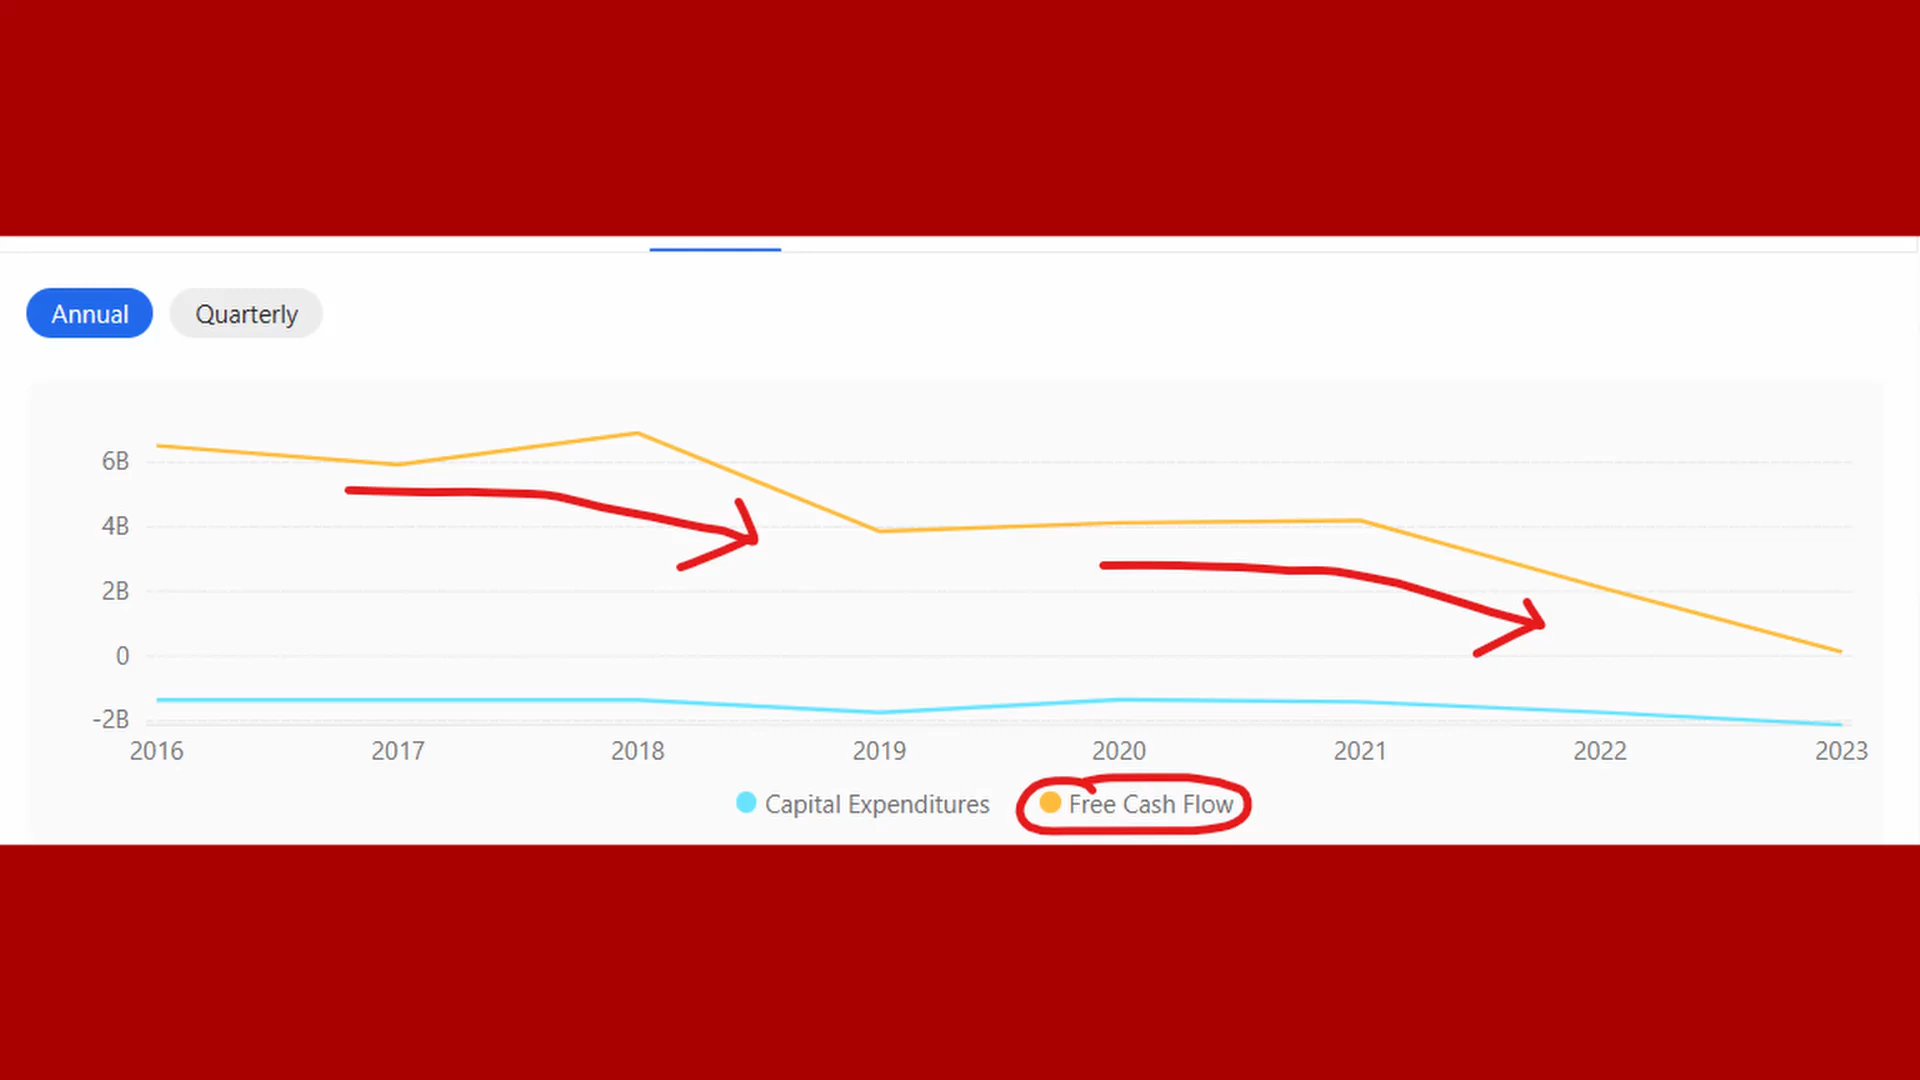 Annual Quarterly
6B
4B
2B
0
-2B
2016 2017 2018 2019 2020 2021 2022 2023
Capital Expenditures Free Cash Flow